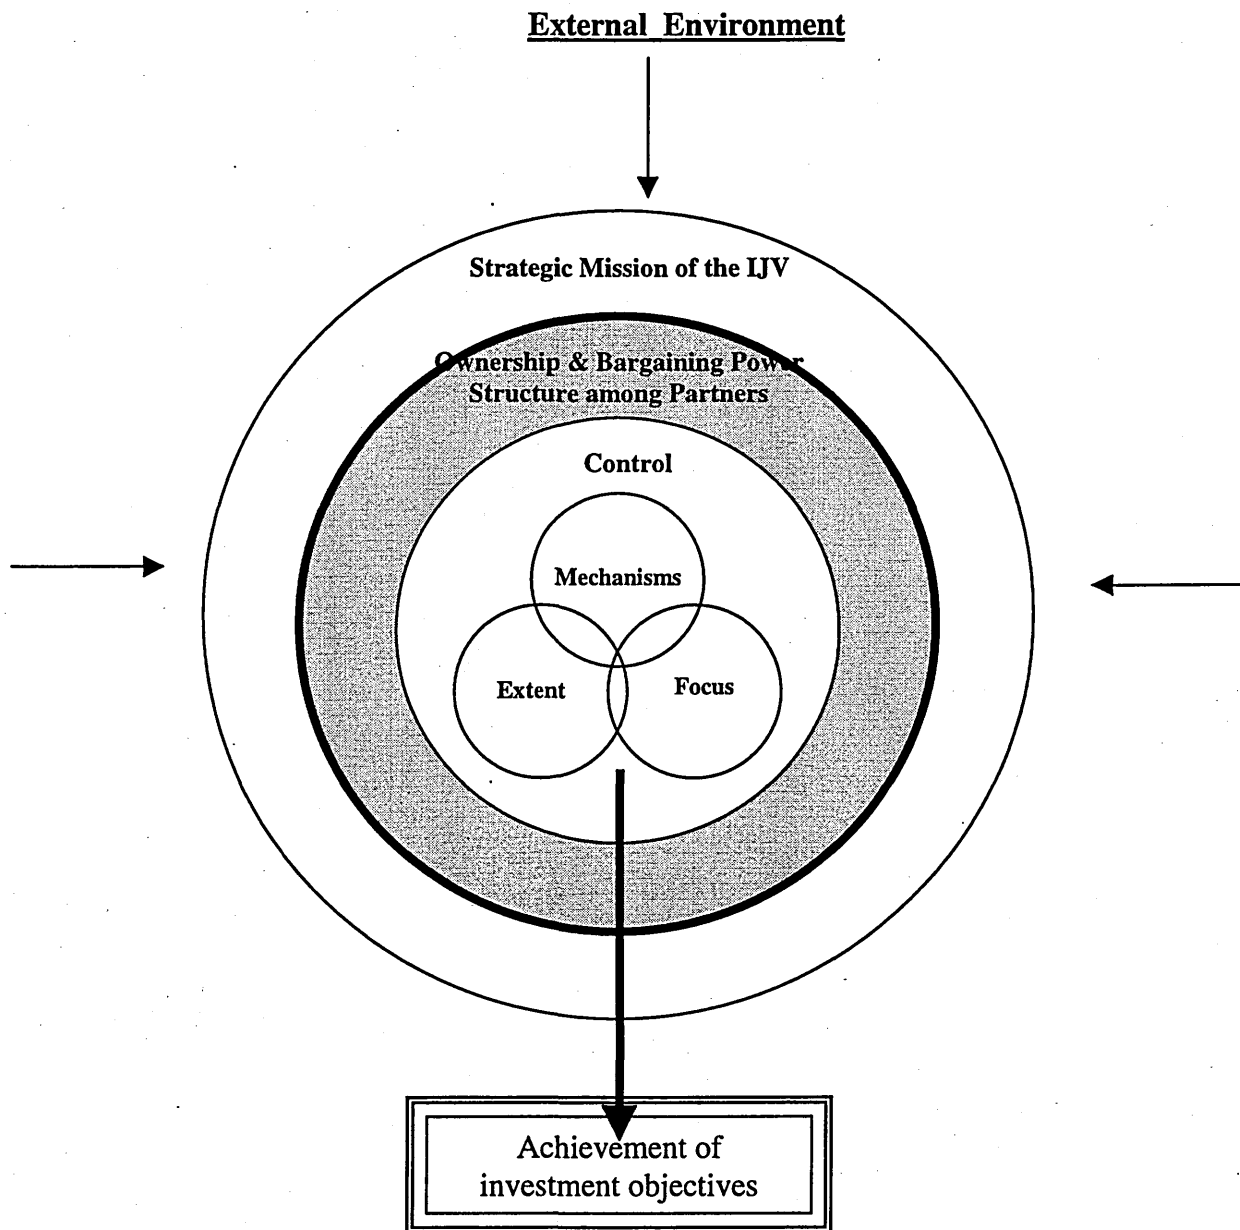 External Environment
Strategic Mission of the IJV
Ownership & Bargaining Power
Structure among Partners
Control
Mechanisms
Extent
Focus
Achievement of
investment objectives